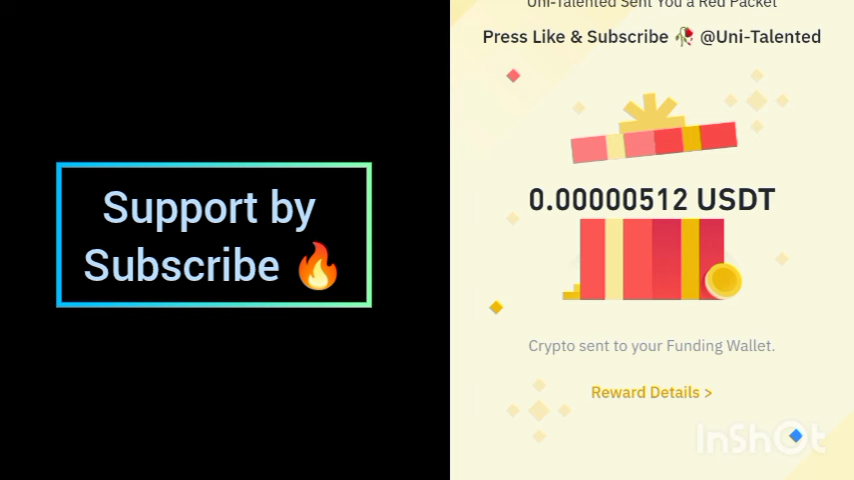 Support by
Subscribe 🔥
Uni-Talented Sent You a Red Packet
Press Like & Subscribe 🥀 @Uni-Talented
0.00000512 USDT
Crypto sent to your Funding Wallet.
Reward Details >
InShOt